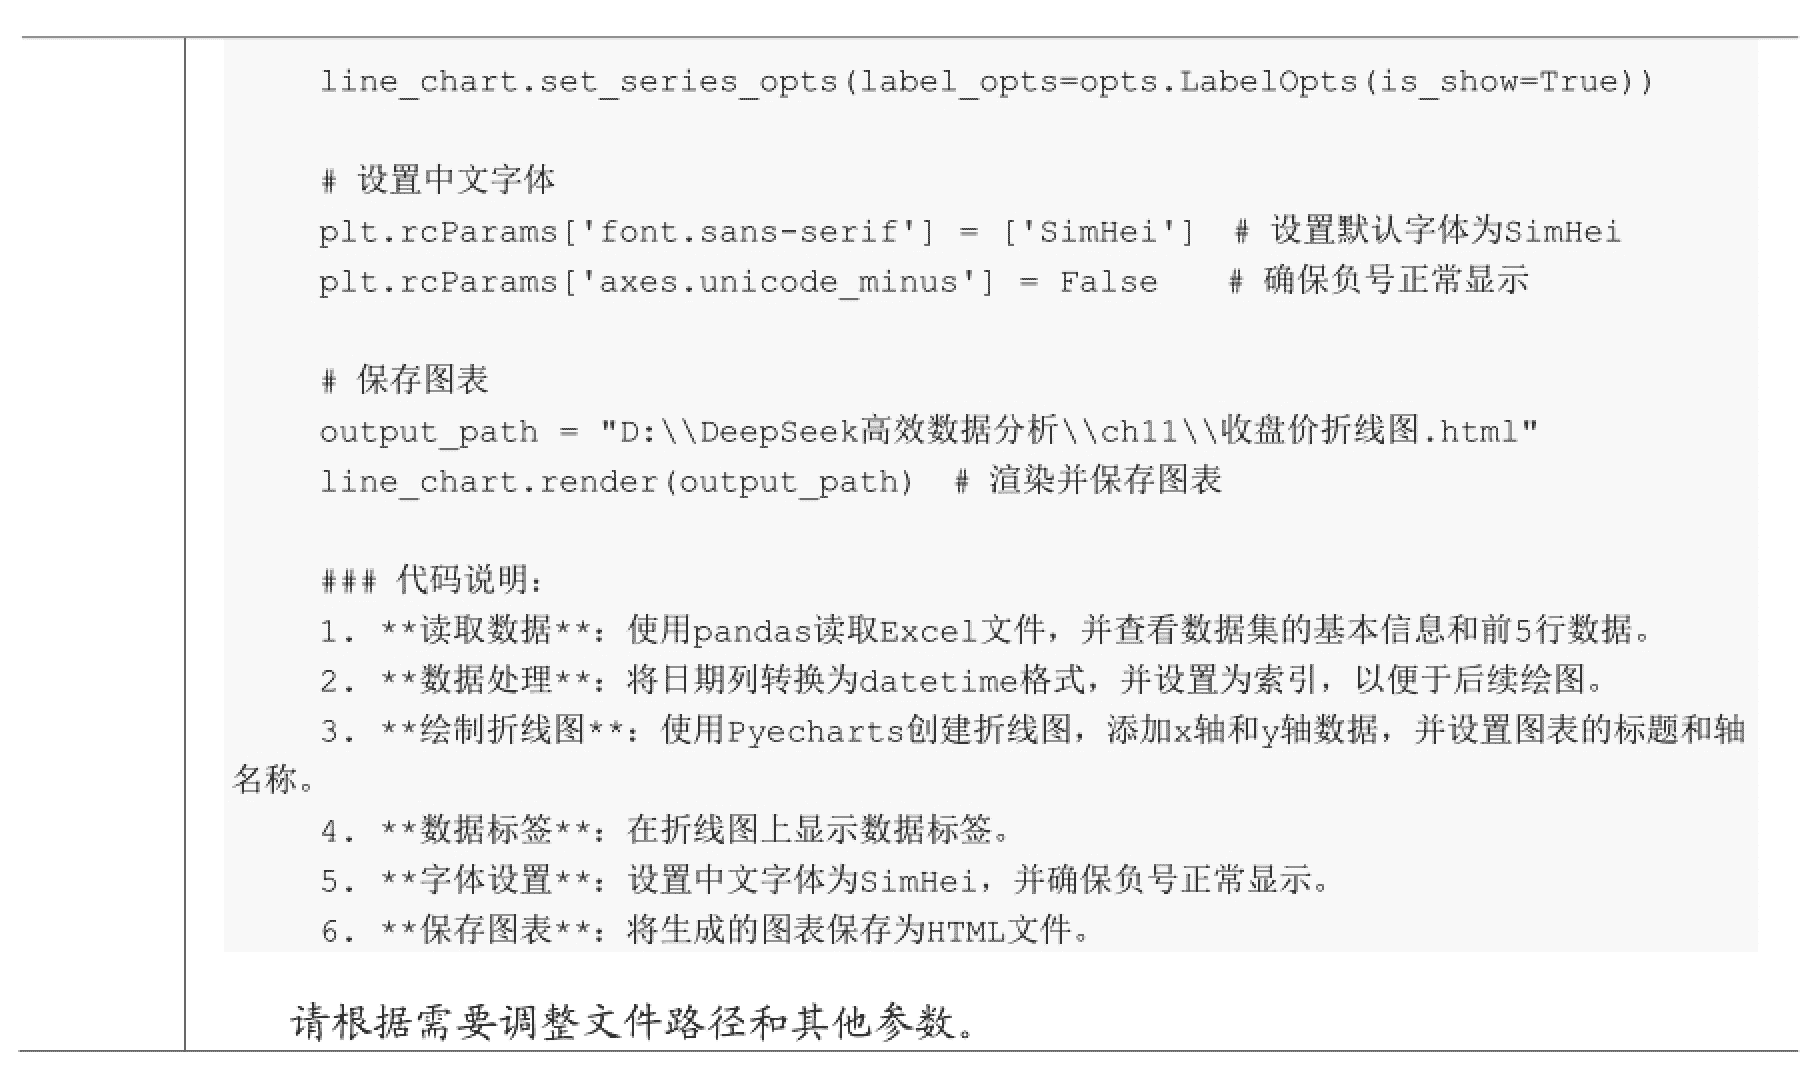 line_chart.set_series_opts(label_opts=opts.LabelOpts(is_show=True))
# 设置中文字体
plt.rcParams['font.sans-serif'] = ['SimHei']  # 设置默认字体为SimHei
plt.rcParams['axes.unicode_minus'] = False    # 确保负号正常显示
# 保存图表
output_path = "D:\\DeepSeek高效数据分析\\ch11\\收盘价折线图.html"
line_chart.render(output_path)  # 渲染并保存图表
### 代码说明：
1. **读取数据**：使用pandas读取Excel文件，并查看数据集的基本信息和前5行数据。
2. **数据处理**：将日期列转换为datetime格式，并设置为索引，以便于后续绘图。
3. **绘制折线图**：使用Pyecharts创建折线图，添加x轴和y轴数据，并设置图表的标题和轴
名称。
4. **数据标签**：在折线图上显示数据标签。
5. **字体设置**：设置中文字体为SimHei，并确保负号正常显示。
6. **保存图表**：将生成的图表保存为HTML文件。
请根据需要调整文件路径和其他参数。